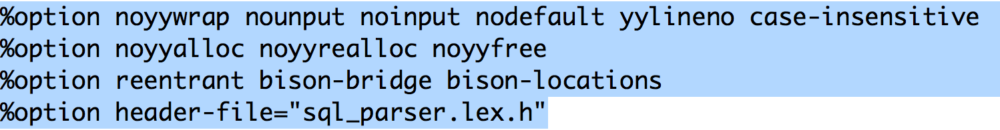 %option noyywrap nounput noinput nodefault yylineno case-insensitive
%option noyyalloc noyyrealloc noyyfree
%option reentrant bison-bridge bison-locations
%option header-file="sql_parser.lex.h"